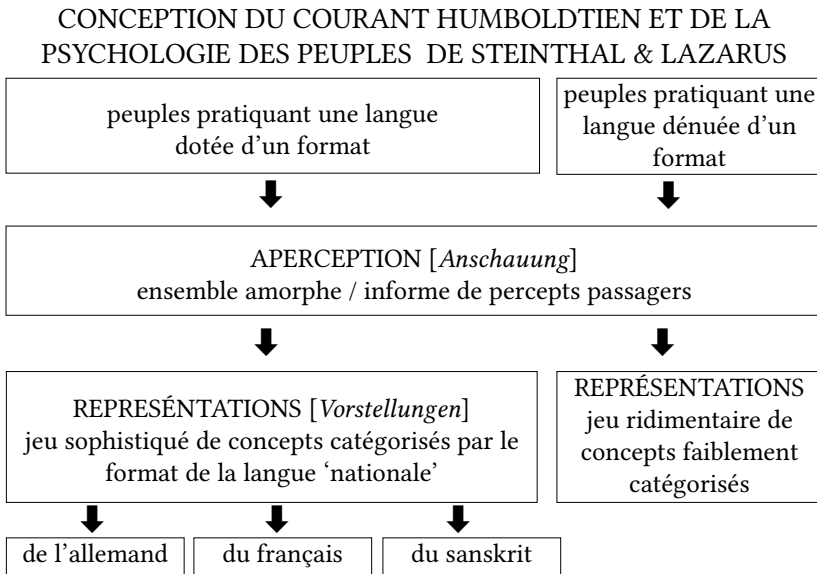 CONCEPTION DU COURANT HUMBOLDTIEN ET DE LA
PSYCHOLOGIE DES PEUPLES DE STEINTHAL & LAZARUS
peuples pratiquant une langue
dotée d’un format
peuples pratiquant une
langue dénuée d’un
format
APERCEPTION [Anschauung]
ensemble amorphe / informe de percepts passagers
REPRESÉNTATIONS [Vorstellungen]
jeu sophistiqué de concepts catégorisés par le
format de la langue ‘nationale’
REPRÉSENTATIONS
jeu ridimentaire de
concepts faiblement
catégorisés
de l’allemand
du français
du sanskrit